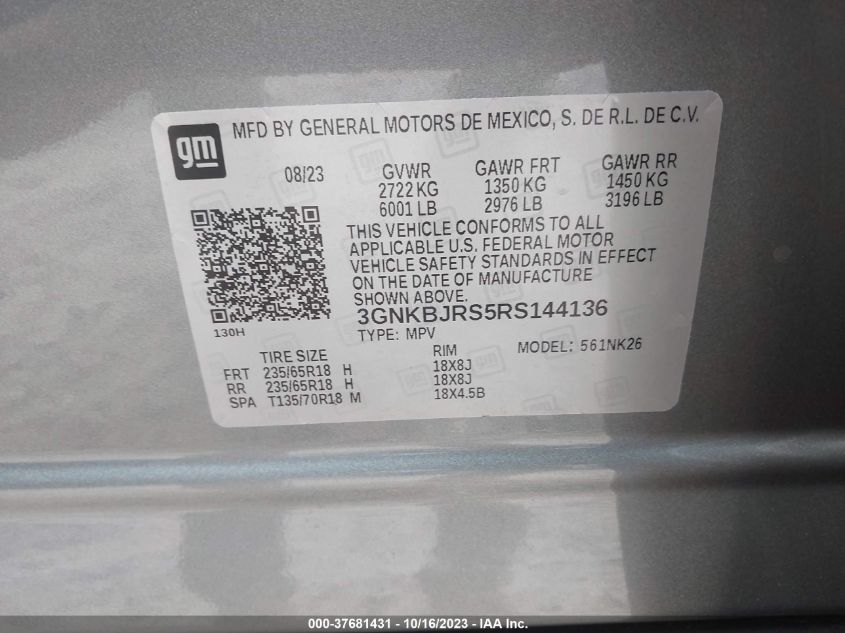 gm
MFD BY GENERAL MOTORS DE MEXICO, S. DE R.L. DE C.V.
08/23 GVWR GAWR FRT GAWR RR
2722 KG 1350 KG 1450 KG
6001 LB 2976 LB 3196 LB
THIS VEHICLE CONFORMS TO ALL
APPLICABLE U.S. FEDERAL MOTOR
VEHICLE SAFETY STANDARDS IN EFFECT
ON THE DATE OF MANUFACTURE
SHOWN ABOVE.
130H
3GNKBJRS5RS144136
TYPE: MPV MODEL: 561NK26
TIRE SIZE RIM
FRT 235/65R18 H 18X8J
RR 235/65R18 H 18X8J
SPA T135/70R18 M 18X4.5B
000-37681431 - 10/16/2023 - IAA Inc.